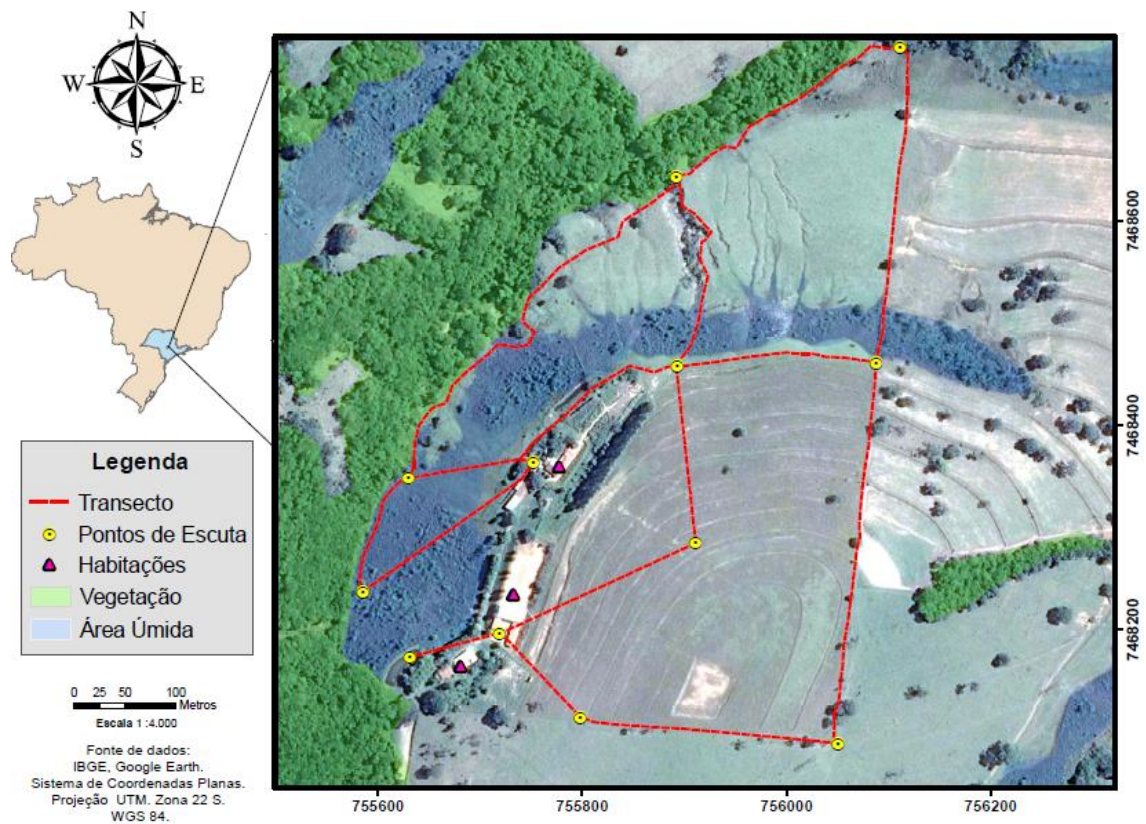 N
W E
S
Legenda
Transecto
Pontos de Escuta
Habitações
Vegetação
Área Úmida
0 25 50 100
Metros
Escala 1 :4.000
Fonte de dados:
IBGE, Google Earth.
Sistema de Coordenadas Planas.
Projeção UTM. Zona 22 S.
WGS 84.
7468600
7468400
7468200
755600 755800 756000 756200